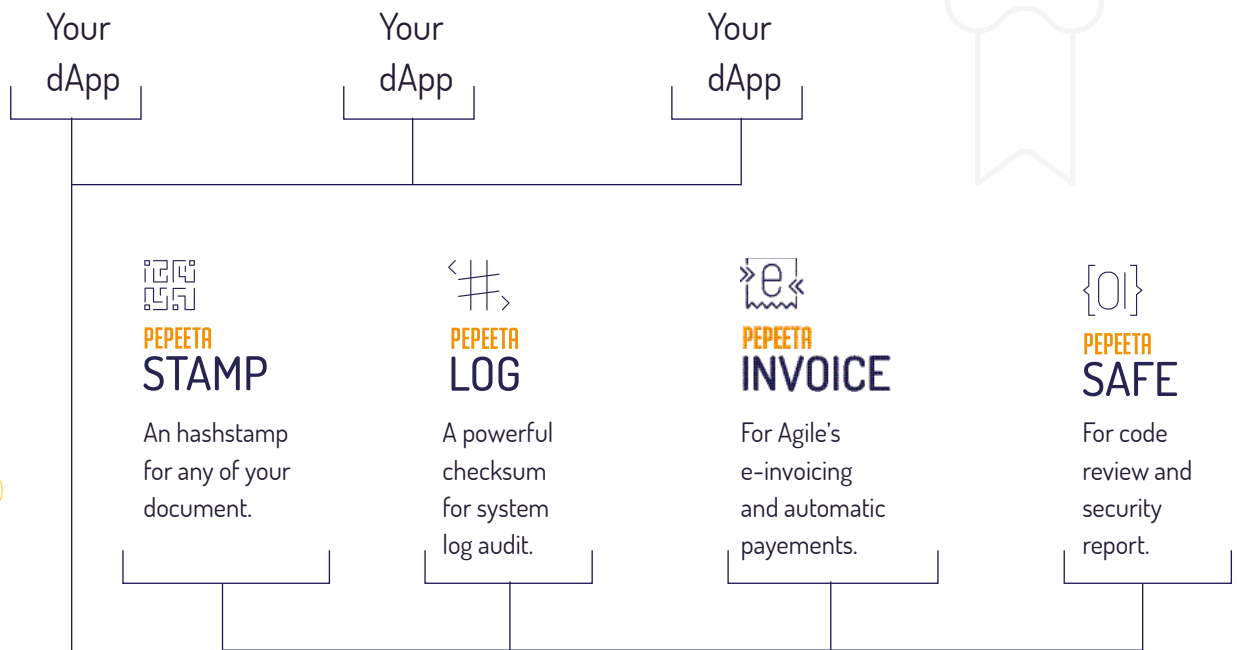 Your
dApp
Your
dApp
Your
dApp
PEPEETA
STAMP
An hashstamp
for any of your
document.
PEPEETA
LOG
A powerful
checksum
for system
log audit.
e
PEPEETA
INVOICE
For Agile's
e-invoicing
and automatic
payements.
{01}
PEPEETA
SAFE
For code
review and
security
report.